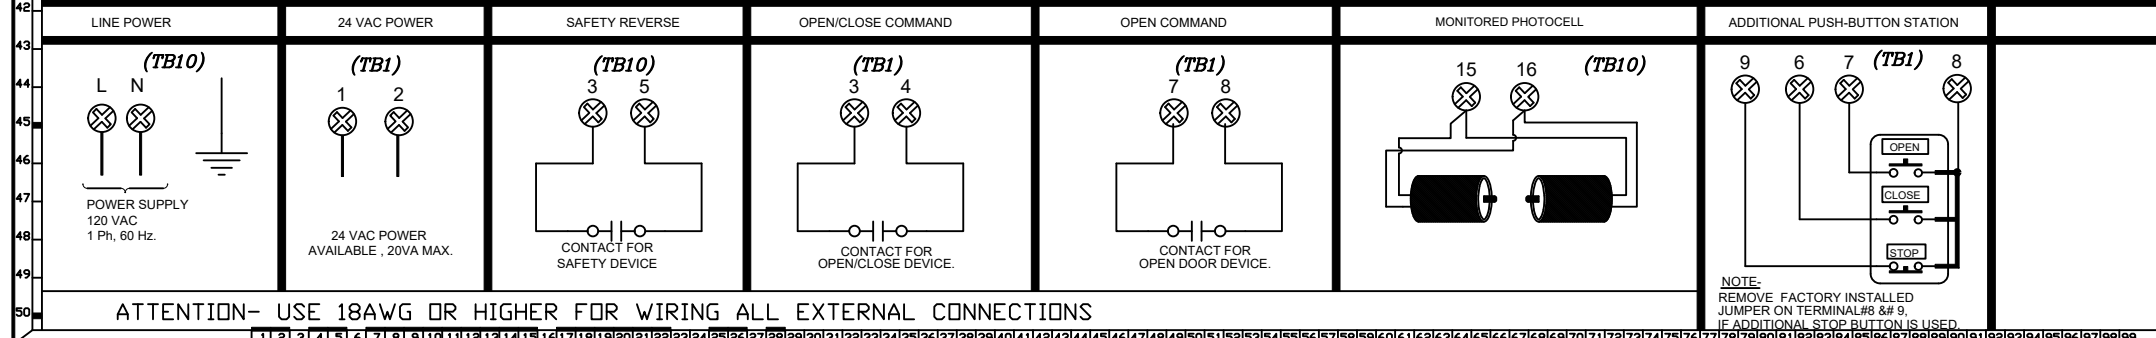 42
43
44
45
46
47
48
49
50
LINE POWER
(TB10)
L N
POWER SUPPLY
120 VAC
1 Ph, 60 Hz.
24 VAC POWER
(TB1)
1 2
24 VAC POWER
AVAILABLE , 20VA MAX.
SAFETY REVERSE
(TB10)
3 5
CONTACT FOR
SAFETY DEVICE
OPEN/CLOSE COMMAND
(TB1)
3 4
CONTACT FOR
OPEN/CLOSE DEVICE.
OPEN COMMAND
(TB1)
7 8
CONTACT FOR
OPEN DOOR DEVICE.
MONITORED PHOTOCELL
15 16 (TB10)
ADDITIONAL PUSH-BUTTON STATION
9 6 7 (TB1) 8
OPEN
CLOSE
STOP
NOTE-
REMOVE FACTORY INSTALLED
JUMPER ON TERMINAL#8 &# 9,
IF ADDITIONAL STOP BUTTON IS USED.
ATTENTION- USE 18AWG OR HIGHER FOR WIRING ALL EXTERNAL CONNECTIONS